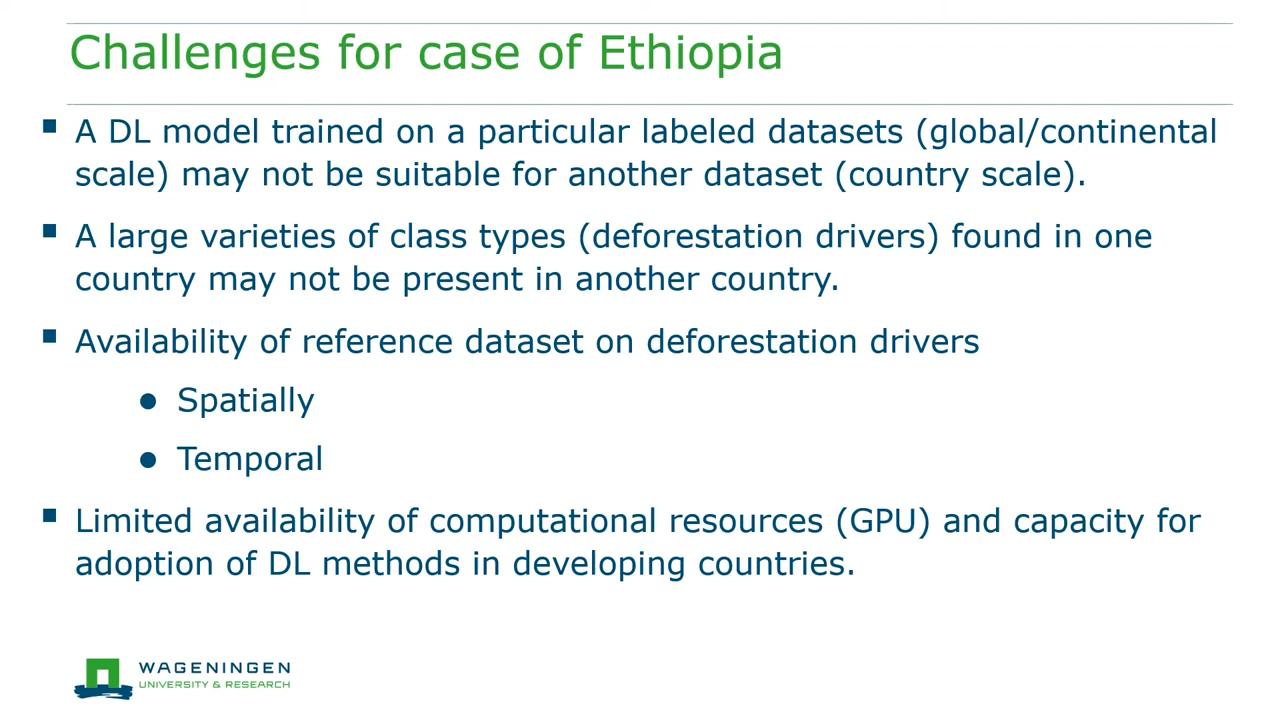 Challenges for case of Ethiopia
▪ A DL model trained on a particular labeled datasets (global/continental
scale) may not be suitable for another dataset (country scale).
▪ A large varieties of class types (deforestation drivers) found in one
country may not be present in another country.
▪ Availability of reference dataset on deforestation drivers
● Spatially
● Temporal
▪ Limited availability of computational resources (GPU) and capacity for
adoption of DL methods in developing countries.
WAGENINGEN
UNIVERSITY & RESEARCH